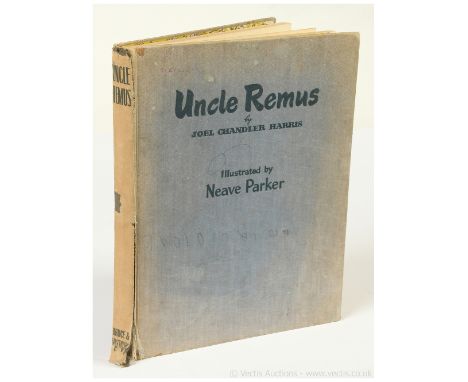 Uncle Remus
by
JOEL CHANDLER HARRIS
Illustrated by
Neave Parker
UNCLE
REMUS
© Vectis Auctions - www.vectis.co.uk